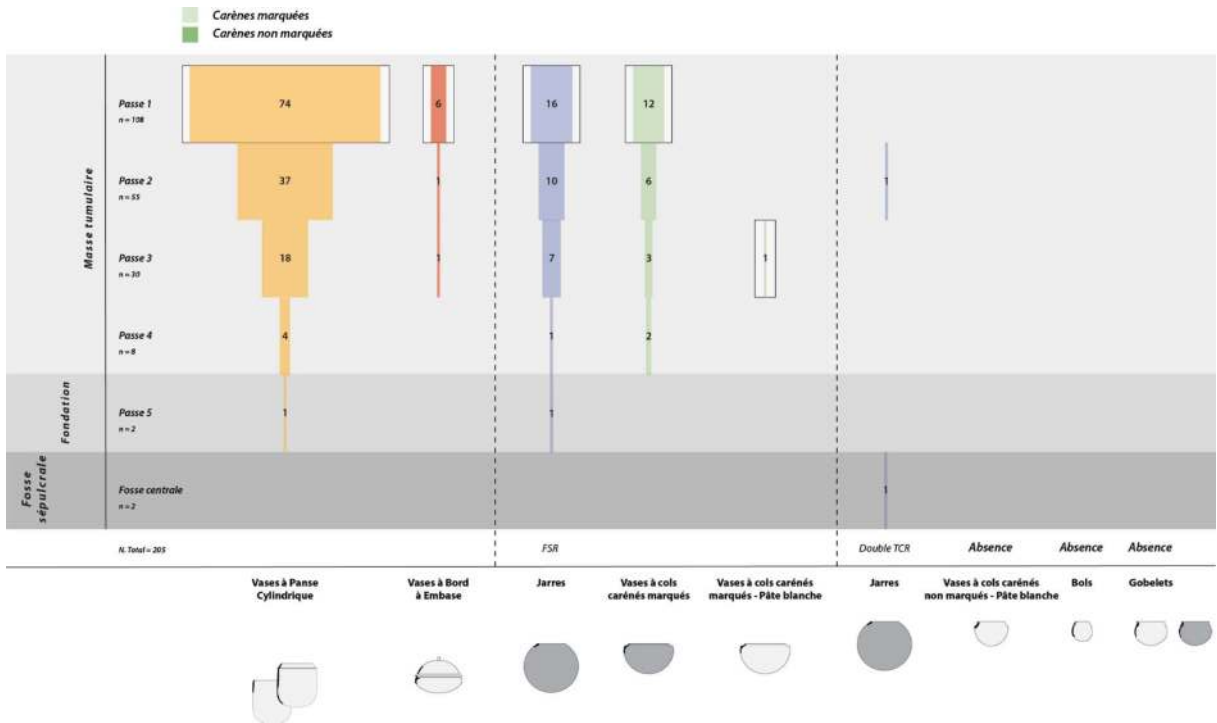 Carènes marquées
Carènes non marquées
Masse tumulaire
Passe 1
n = 108
74
6
16
12
Passe 2
n = 55
37
1
10
6
1
Passe 3
n = 30
18
1
7
3
1
Passe 4
n = 8
4
1
2
Fondation
Passe 5
n = 2
1
1
Fosse
sépulcrale
Fosse centrale
n = 2
1
N. Total = 205
FSR
Double TCR
Absence
Absence
Absence
Vases à Panse
Cylindrique
Vases à Bord
à Embase
Jarres
Vases à cols
carénés marqués
Vases à cols carénés
marqués - Pâte blanche
Jarres
Vases à cols carénés
non marqués - Pâte blanche
Bols
Gobelets